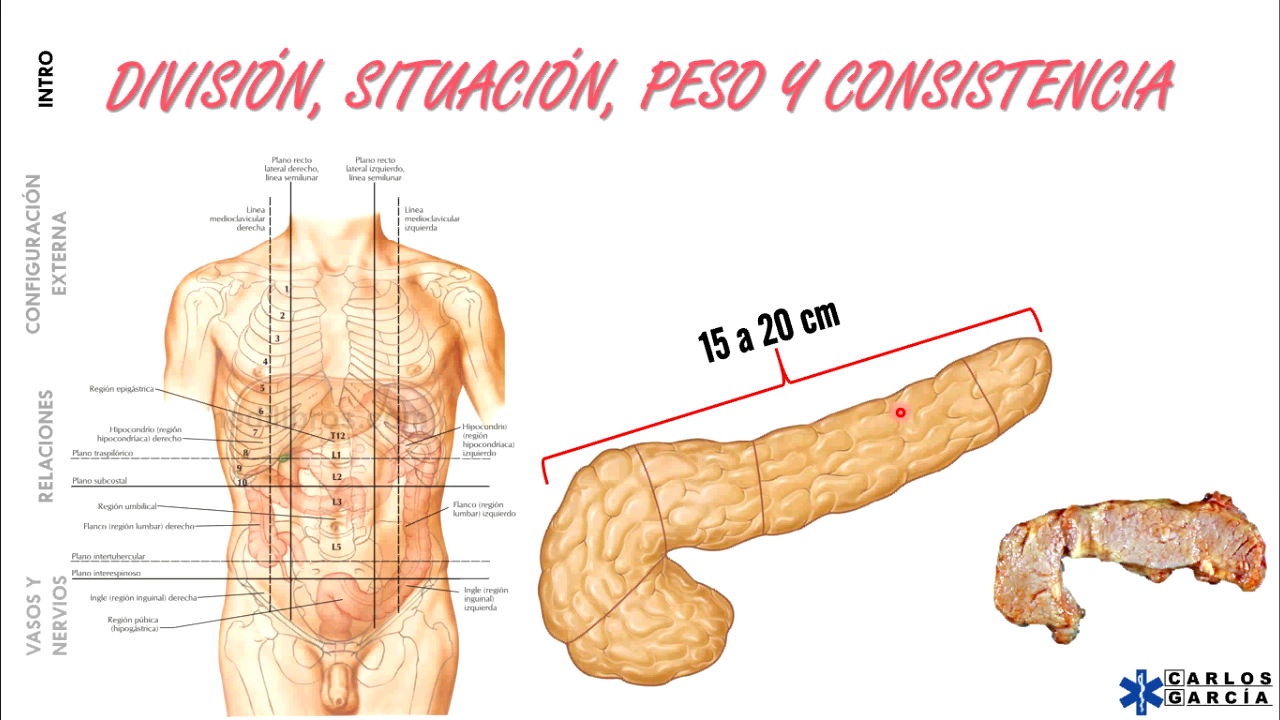 DIVISIÓN, SITUACIÓN, PESO Y CONSISTENCIA
INTRO
CONFIGURACIÓN
EXTERNA
RELACIONES
VASOS Y
NERVIOS
Plano recto
lateral derecho,
línea semilunar
Plano recto
lateral izquierdo,
línea semilunar
Línea
medioclavicular
derecha
Línea
medioclavicular
izquierda
1
2
3
4
5
6
7
8
9
10
T12
L1
L2
L3
L5
Región epigástrica
Hipocondrio (región
hipocondríaca) derecho
Plano traspilórico
Plano subcostal
Región umbilical
Flanco (región lumbar) derecho
Plano intertubercular
Plano interespinoso
Ingle (región inguinal) derecha
Región púbica
(hipogástrica)
Hipocondrio
(región
hipocondríaca)
izquierdo
Flanco (región
lumbar) izquierdo
Ingle (región
inguinal)
izquierda
15 a 20 cm
CARLOS
GARCÍA